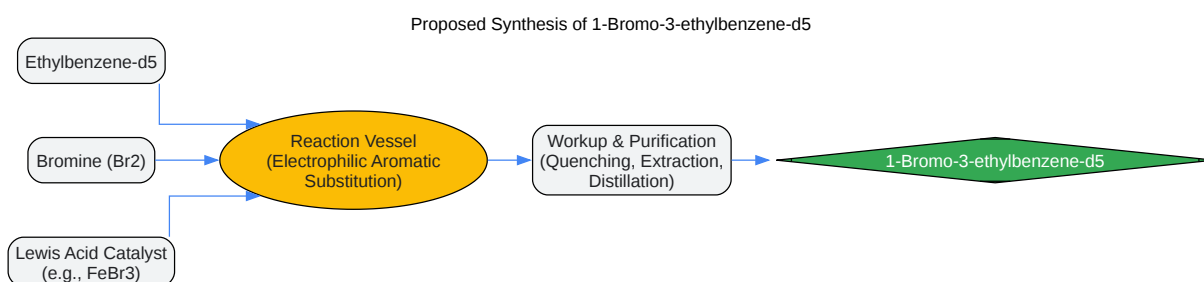 Proposed Synthesis of 1-Bromo-3-ethylbenzene-d5
Ethylbenzene-d5
Bromine (Br2)
Lewis Acid Catalyst
(e.g., FeBr3)
Reaction Vessel
(Electrophilic Aromatic
Substitution)
Workup & Purification
(Quenching, Extraction,
Distillation)
1-Bromo-3-ethylbenzene-d5